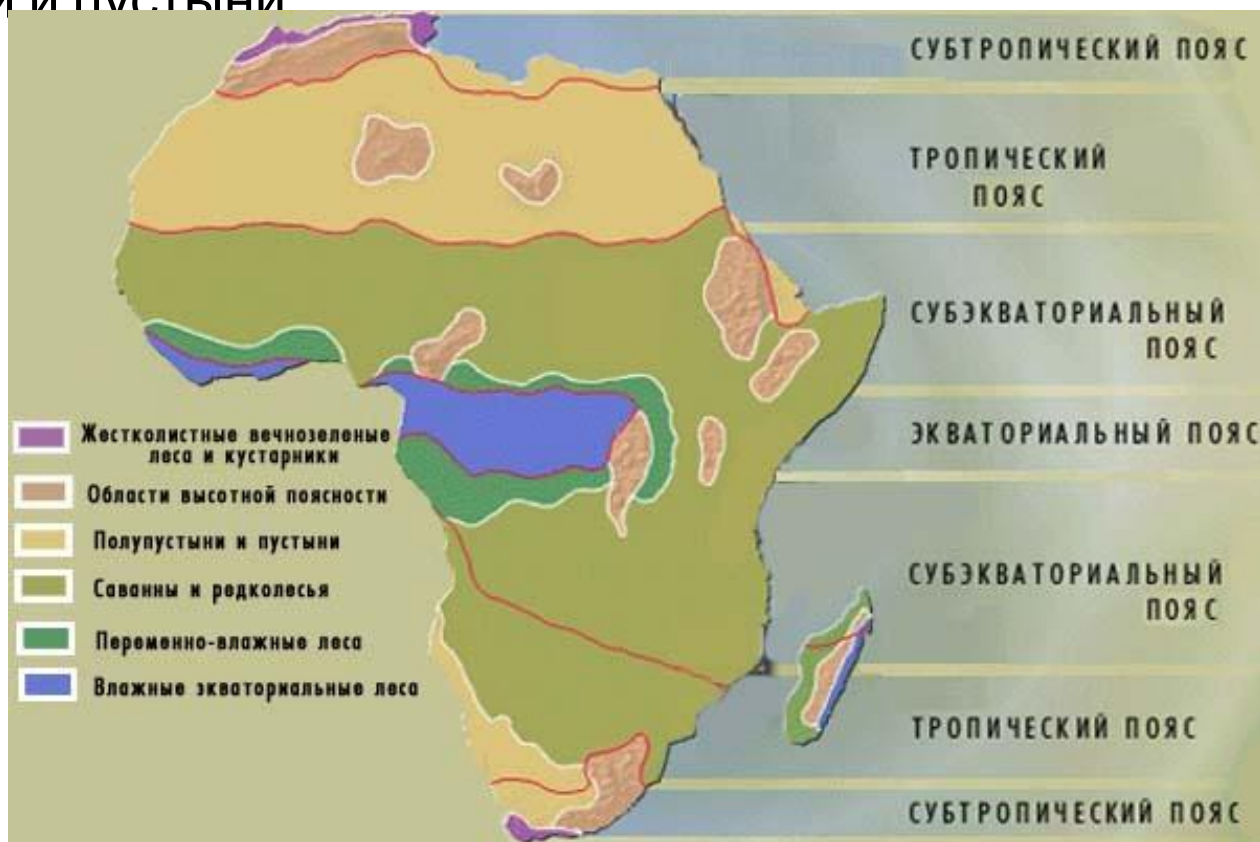 и пустыни
СУБТРОПИЧЕСКИЙ ПОЯС
ТРОПИЧЕСКИЙ
ПОЯС
СУБЭКВАТОРИАЛЬНЫЙ
ПОЯС
ЭКВАТОРИАЛЬНЫЙ ПОЯС
СУБЭКВАТОРИАЛЬНЫЙ
ПОЯС
ТРОПИЧЕСКИЙ ПОЯС
СУБТРОПИЧЕСКИЙ ПОЯС
Жестколистные вечнозеленые
леса и кустарники
Области высотной поясности
Полупустыни и пустыни
Саванны и редколесья
Переменно-влажные леса
Влажные экваториальные леса